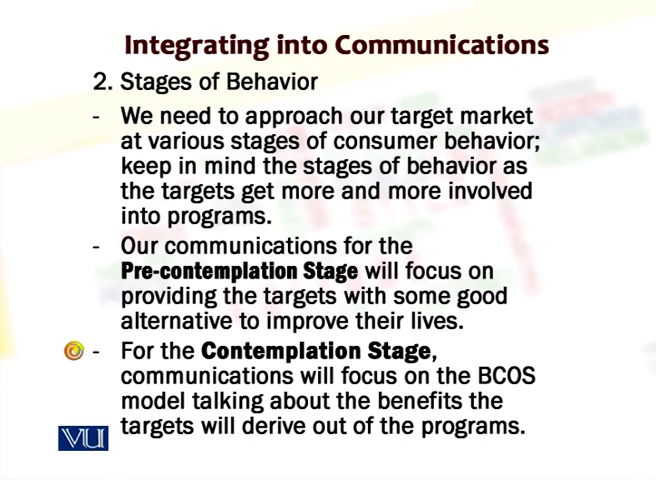 Integrating into Communications
2. Stages of Behavior
- We need to approach our target market
at various stages of consumer behavior;
keep in mind the stages of behavior as
the targets get more and more involved
into programs.
- Our communications for the
Pre-contemplation Stage will focus on
providing the targets with some good
alternative to improve their lives.
- For the Contemplation Stage,
communications will focus on the BCOS
model talking about the benefits the
targets will derive out of the programs.
VU